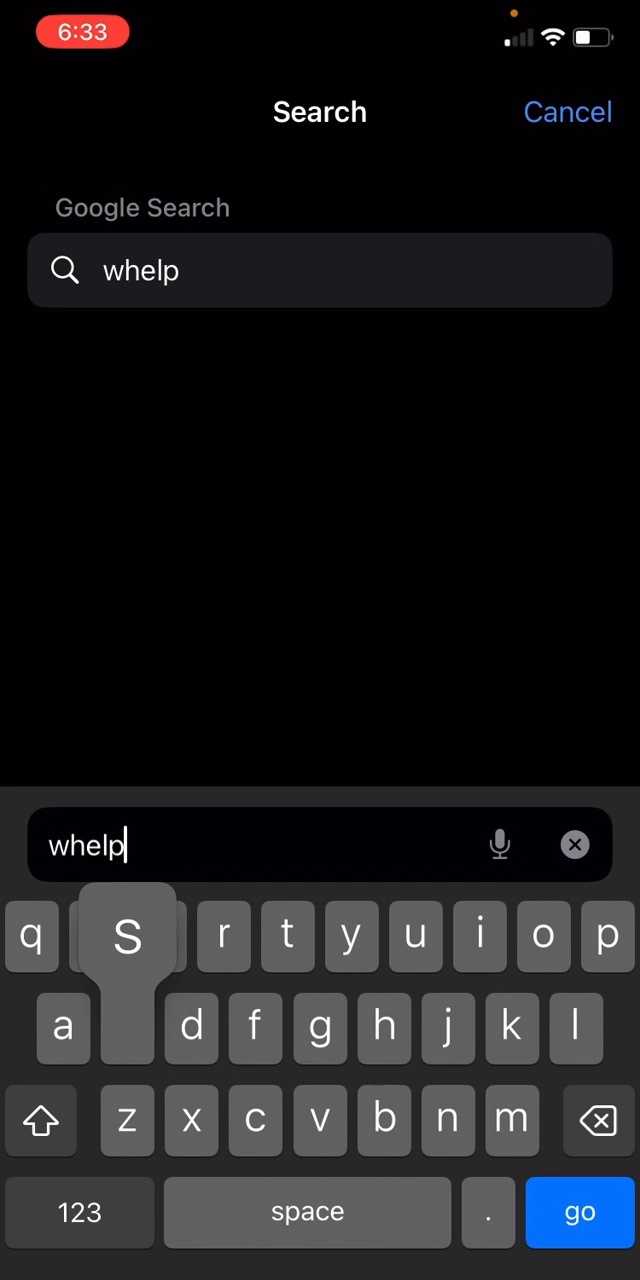 6:33
Search
Cancel
Google Search
whelp
whelp
q S r t y u i o p
a d f g h j k l
z x c v b n m
123 space . go